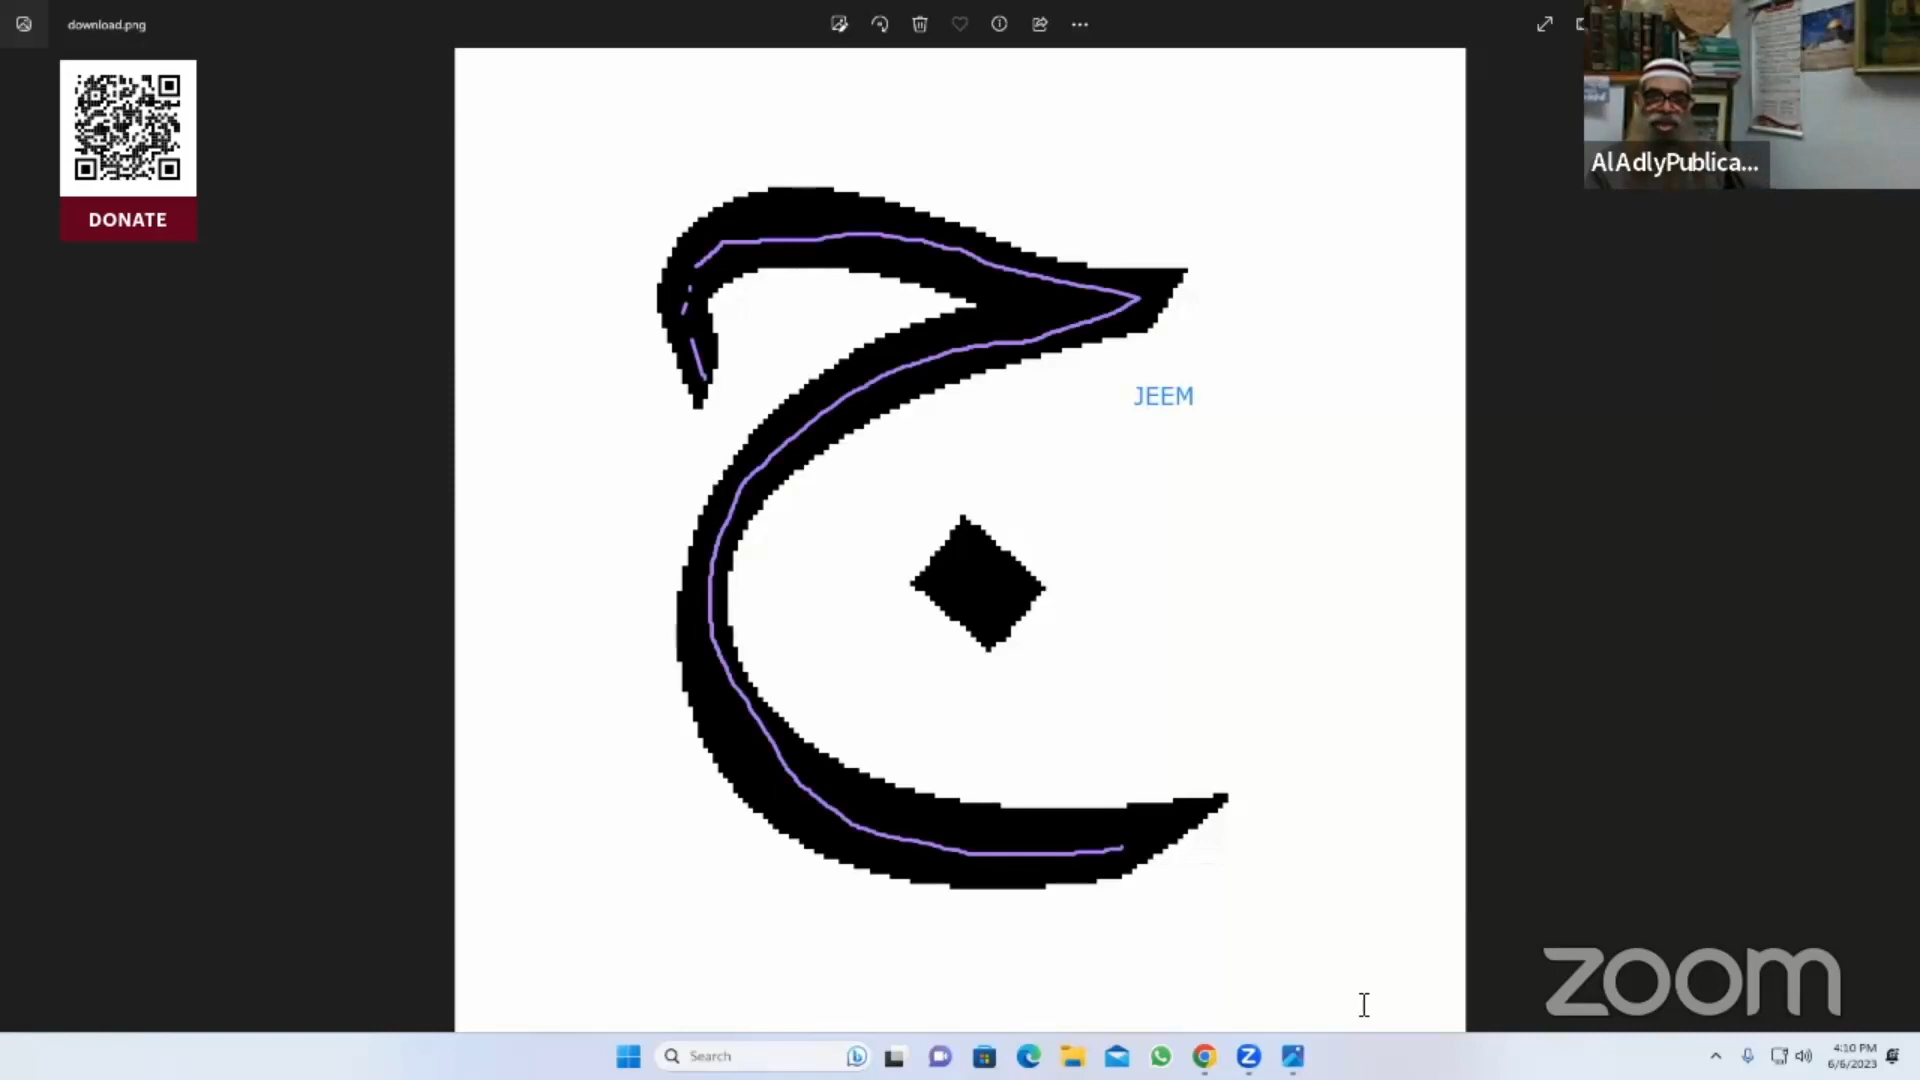 download.png
DONATE
AlAdlyPublica...
ج
JEEM
zoom
Search
4:10 PM
6/6/2023